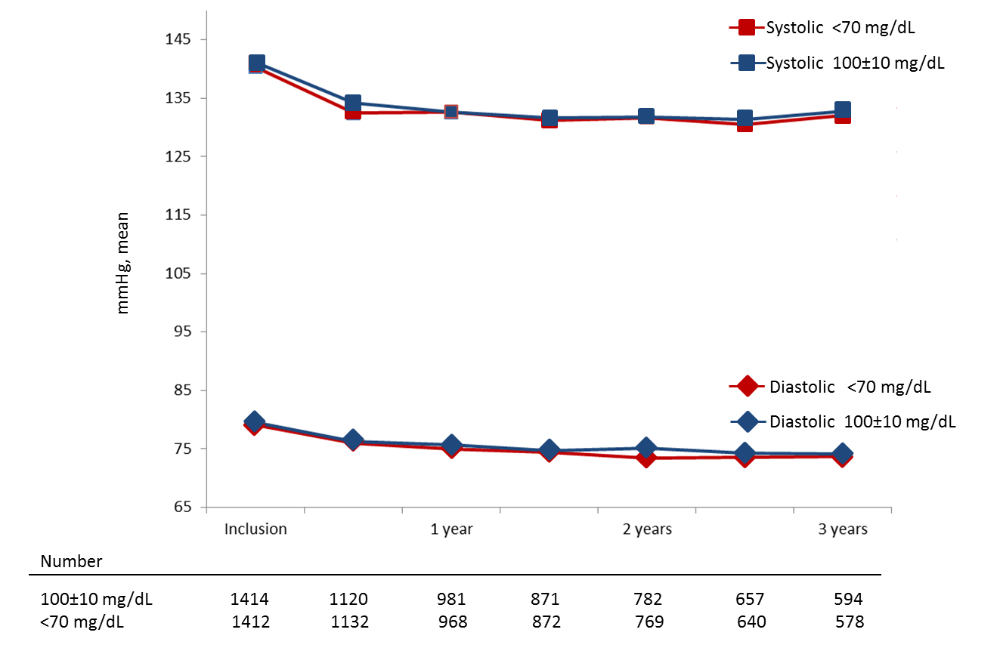 145
135
125
115
105
95
85
75
65
mmHg, mean
Systolic <70 mg/dL
Systolic 100±10 mg/dL
Diastolic <70 mg/dL
Diastolic 100±10 mg/dL
Inclusion 1 year 2 years 3 years
Number
100±10 mg/dL 1414 1120 981 871 782 657 594
<70 mg/dL 1412 1132 968 872 769 640 578